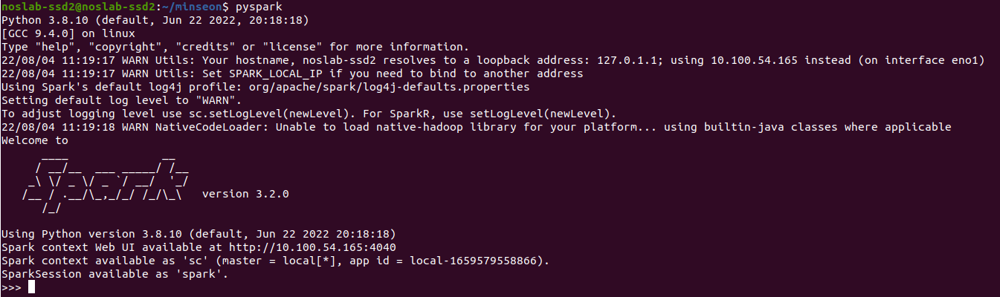 noslab-ssd2@noslab-ssd2:~/minseon$ pyspark
Python 3.8.10 (default, Jun 22 2022, 20:18:18)
[GCC 9.4.0] on linux
Type "help", "copyright", "credits" or "license" for more information.
22/08/04 11:19:17 WARN Utils: Your hostname, noslab-ssd2 resolves to a loopback address: 127.0.1.1; using 10.100.54.165 instead (on interface eno1)
22/08/04 11:19:17 WARN Utils: Set SPARK_LOCAL_IP if you need to bind to another address
Using Spark's default log4j profile: org/apache/spark/log4j-defaults.properties
Setting default log level to "WARN".
To adjust logging level use sc.setLogLevel(newLevel). For SparkR, use setLogLevel(newLevel).
22/08/04 11:19:18 WARN NativeCodeLoader: Unable to load native-hadoop library for your platform... using builtin-java classes where applicable
Welcome to
      ____              __
     / __/__  ___ _____/ /__
    _\ \/ _ \/ _ `/ __/  '_/
   /__ / .__/\_,_/_/ /_/\_\   version 3.2.0
      /_/

Using Python version 3.8.10 (default, Jun 22 2022 20:18:18)
Spark context Web UI available at http://10.100.54.165:4040
Spark context available as 'sc' (master = local[*], app id = local-1659579558866).
SparkSession available as 'spark'.
>>>